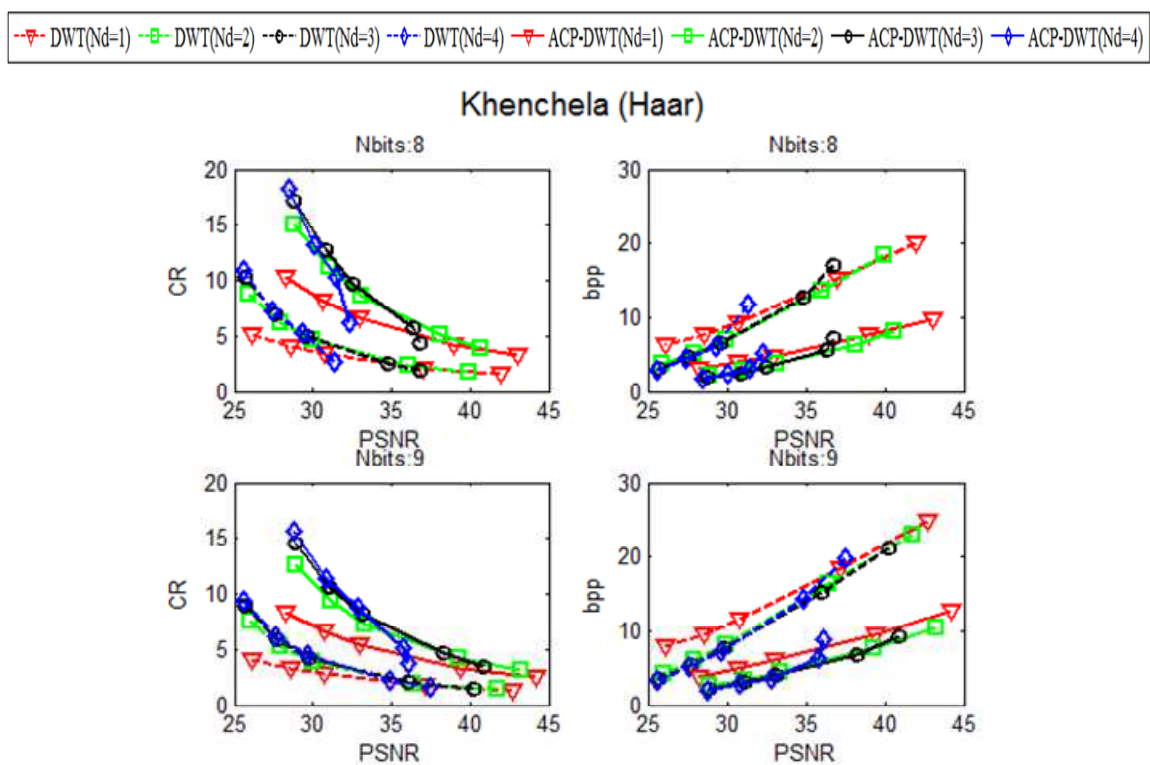 DWT(Nd=1) DWT(Nd=2) DWT(Nd=3) DWT(Nd=4) ACP-DWT(Nd=1) ACP-DWT(Nd=2) ACP-DWT(Nd=3) ACP-DWT(Nd=4)
Khenchela (Haar)
Nbits:8
20
15
10
5
0
CR
25 30 35 40 45
PSNR
Nbits:8
30
20
10
0
bpp
25 30 35 40 45
PSNR
Nbits:9
20
15
10
5
0
CR
25 30 35 40 45
PSNR
Nbits:9
30
20
10
0
bpp
25 30 35 40 45
PSNR